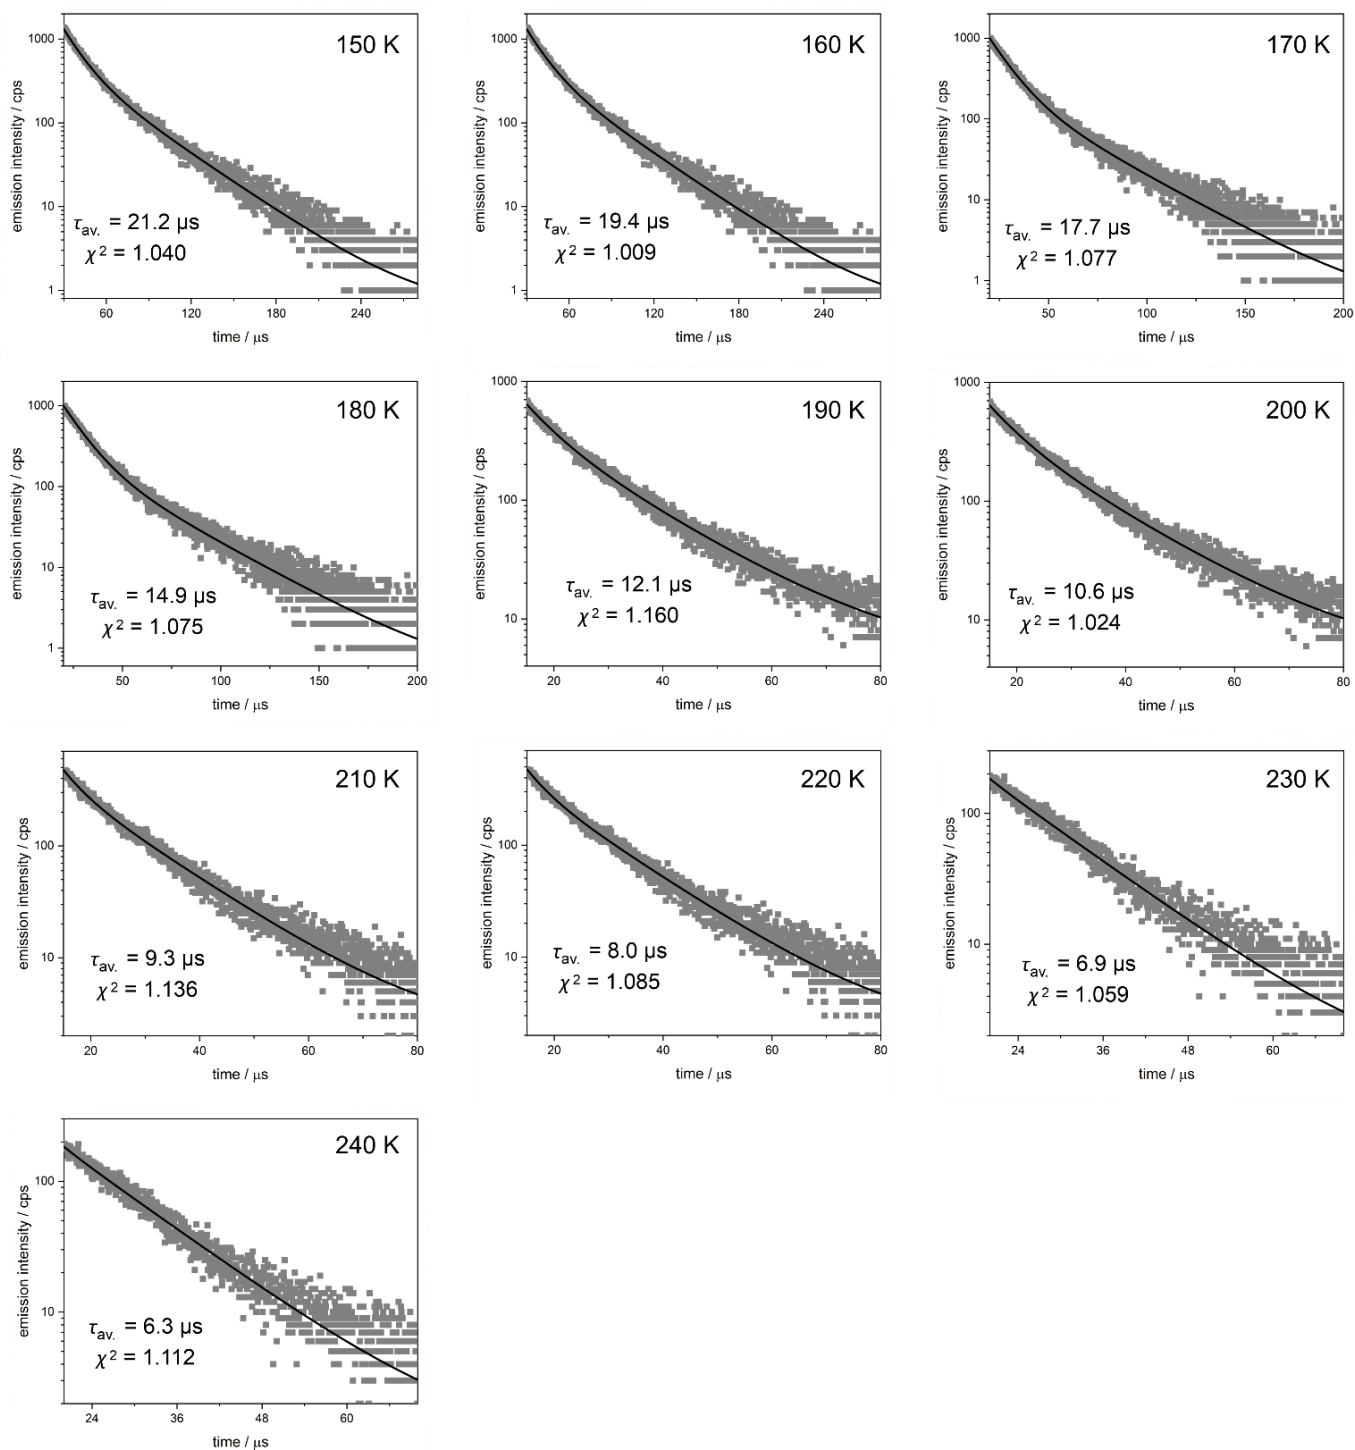 150 K
emission intensity / cps
1000
100
10
1
τav. = 21.2 μs
χ² = 1.040
60 120 180 240
time / μs
160 K
emission intensity / cps
1000
100
10
1
τav. = 19.4 μs
χ² = 1.009
60 120 180 240
time / μs
170 K
emission intensity / cps
1000
100
10
1
τav. = 17.7 μs
χ² = 1.077
50 100 150 200
time / μs
180 K
emission intensity / cps
1000
100
10
1
τav. = 14.9 μs
χ² = 1.075
50 100 150 200
time / μs
190 K
emission intensity / cps
1000
100
10
τav. = 12.1 μs
χ² = 1.160
20 40 60 80
time / μs
200 K
emission intensity / cps
1000
100
10
τav. = 10.6 μs
χ² = 1.024
20 40 60 80
time / μs
210 K
emission intensity / cps
100
10
τav. = 9.3 μs
χ² = 1.136
20 40 60 80
time / μs
220 K
emission intensity / cps
100
10
τav. = 8.0 μs
χ² = 1.085
20 40 60 80
time / μs
230 K
emission intensity / cps
100
10
τav. = 6.9 μs
χ² = 1.059
24 36 48 60
time / μs
240 K
emission intensity / cps
100
10
τav. = 6.3 μs
χ² = 1.112
24 36 48 60
time / μs